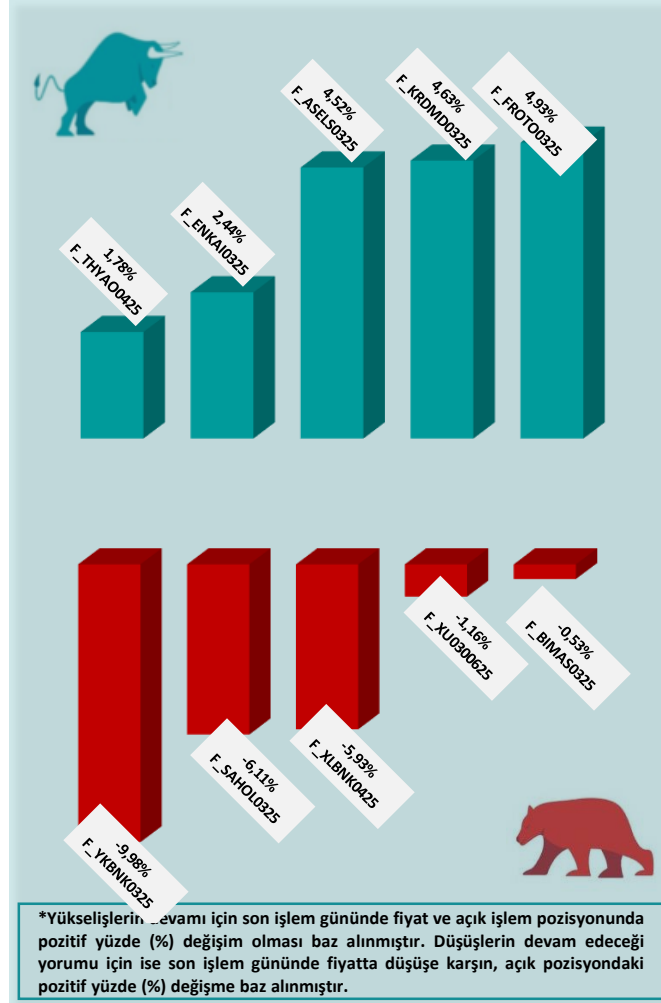 4,52%
F_ASELS0325
4,63%
F_KRDMD0325
4,93%
F_FROTO0325
2,44%
F_ENKAI0325
1,78%
F_THYAO0425
-1,16%
F_XU0300625
-0,53%
F_BIMAS0325
-6,11%
F_SAHOL0325
-5,93%
F_XLBNK0425
-9,98%
F_YKBNK0325
*Yükselişlerin devamı için son işlem gününde fiyat ve açık işlem pozisyonunda
pozitif yüzde (%) değişim olması baz alınmıştır. Düşüşlerin devam edeceği
yorumu için ise son işlem gününde fiyatta düşüşe karşın, açık pozisyondaki
pozitif yüzde (%) değişme baz alınmıştır.